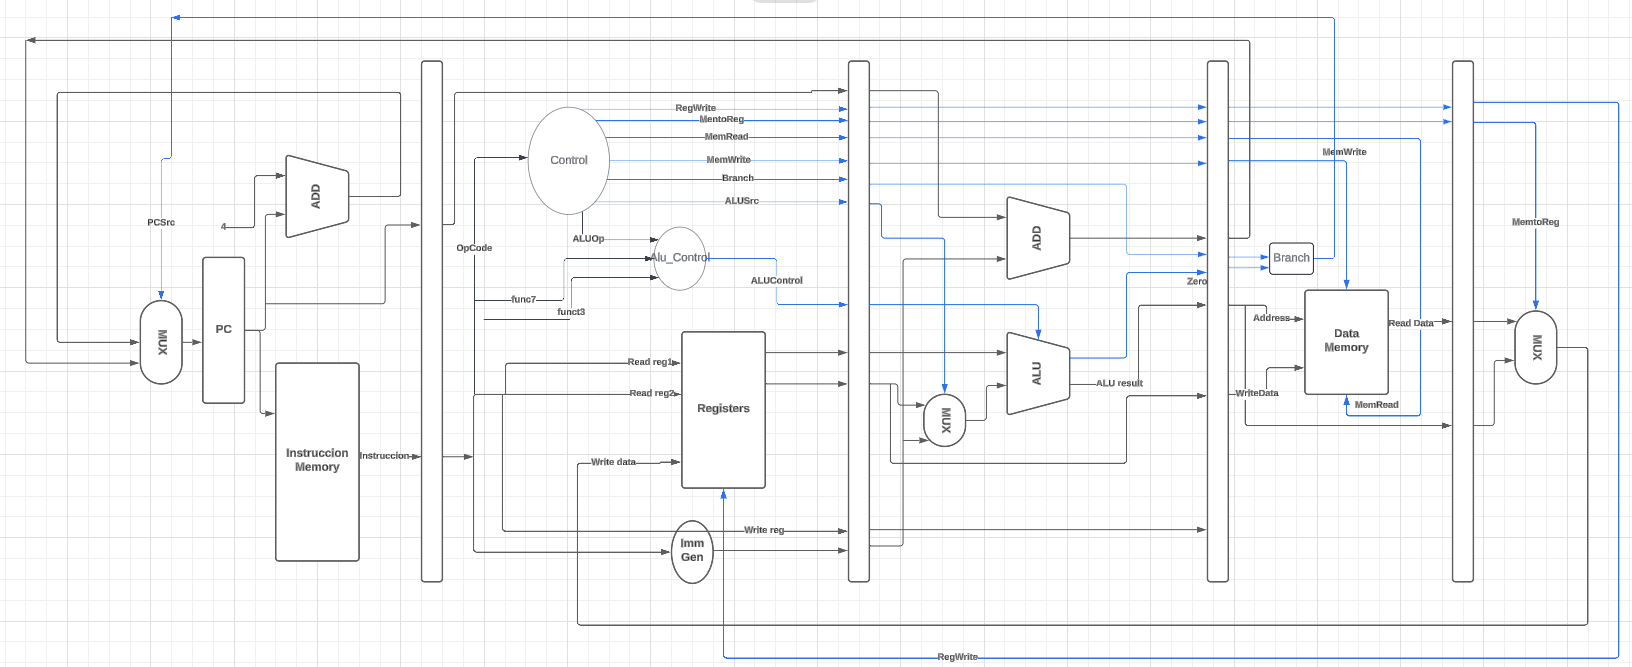 RegWrite
MentoReg
MemRead
MemWrite
Branch
ALUSrc
Control
ALUOp
Alu_Control
ALUControl
OpCode
func7
funct3
PCSrc
4
ADD
MUX
PC
Instruccion
Memory
Instruccion
Read reg1
Read reg2
Registers
Write data
Write reg
Imm
Gen
ADD
ALU
MUX
ALU result
Zero
Branch
MemWrite
Address
Data
Memory
Read Data
WriteData
MemRead
MemtoReg
MUX
RegWrite